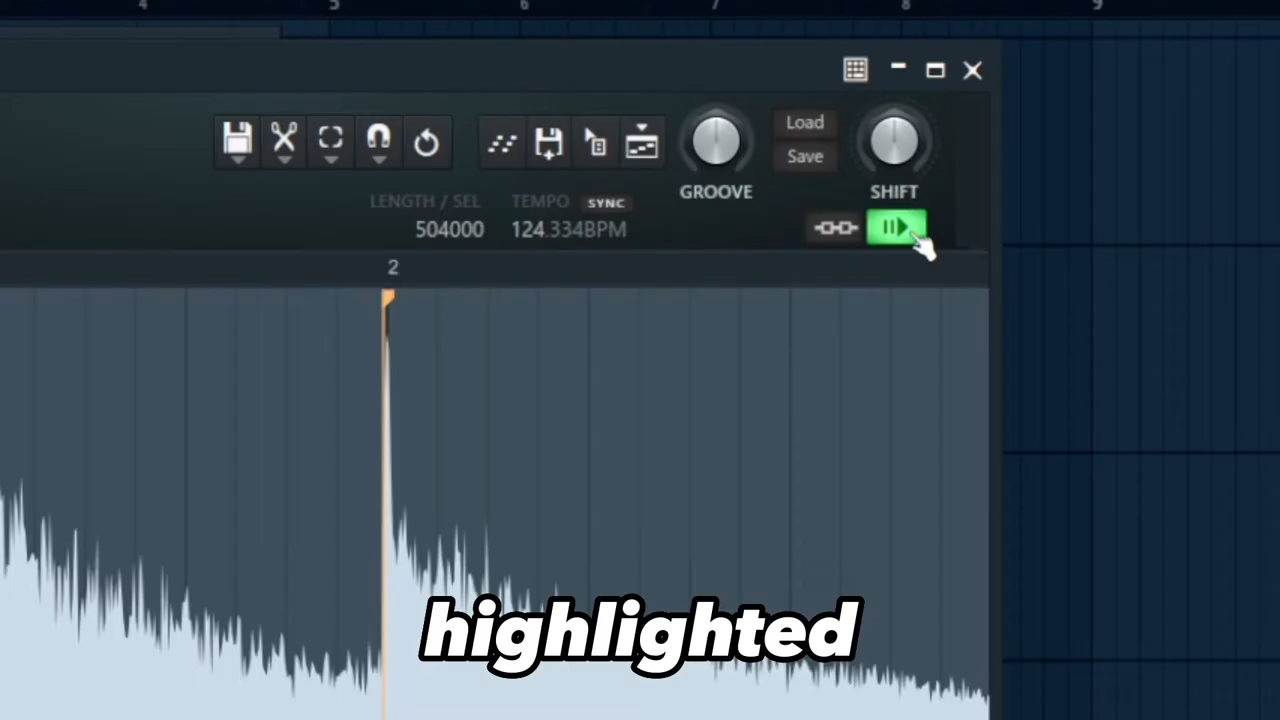 4 5 6 7 8 9
Load
Save
GROOVE SHIFT
LENGTH / SEL TEMPO SYNC
504000 124.334BPM
2
highlighted